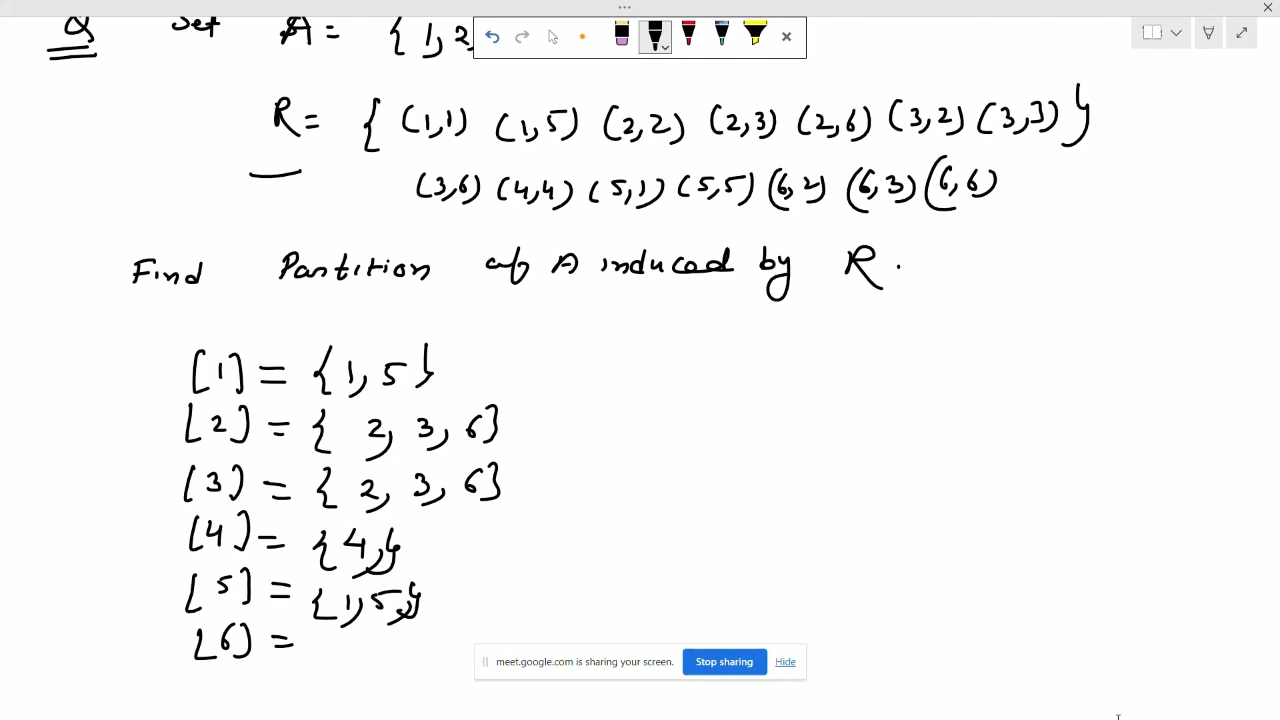 Q Set A = { 1, 2,
R = { (1,1) (1,5) (2,2) (2,3) (2,6) (3,2) (3,3) }
(3,6) (4,4) (5,1) (5,5) (6,2) (6,3) (6,6)
Find Partition of A induced by R.
[1] = {1, 5}
[2] = { 2, 3, 6}
[3] = { 2, 3, 6}
[4] = {4,}
[5] = {1, 5,}
[6] =
meet.google.com is sharing your screen. Stop sharing Hide